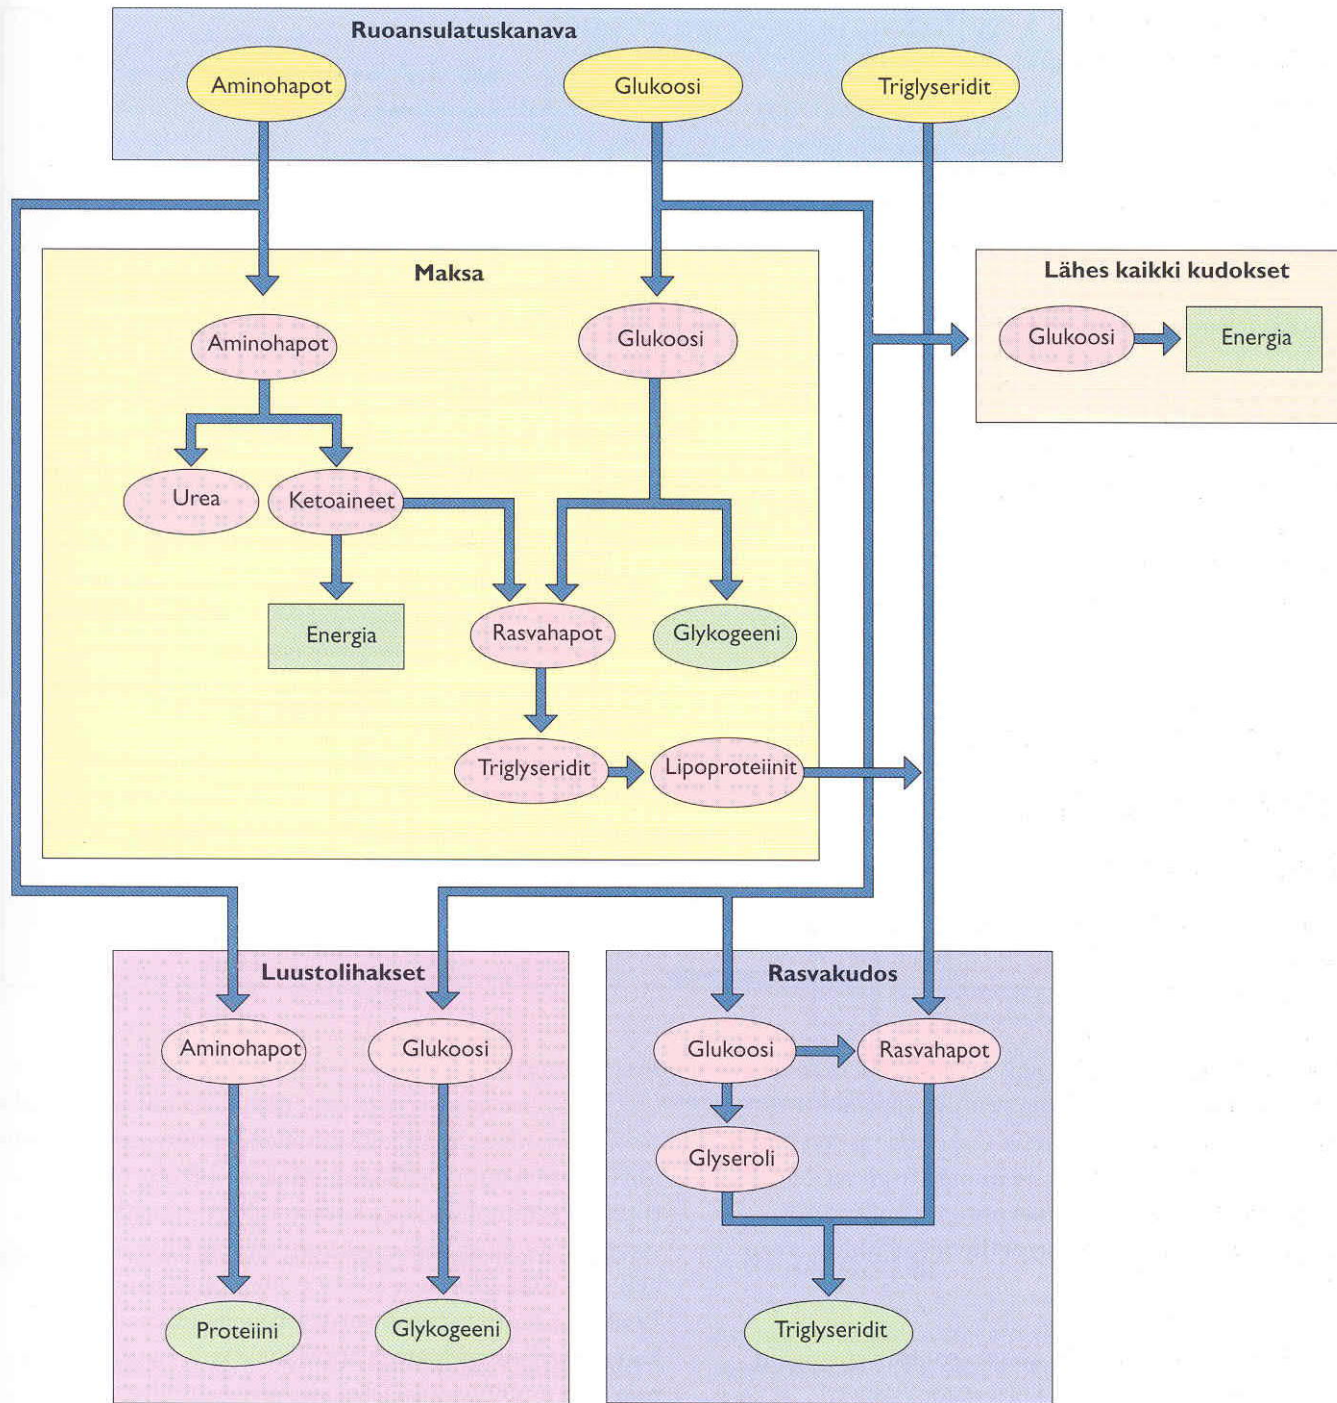 Ruoansulatuskanava
Aminohapot
Glukoosi
Triglyseridit
Maksa
Lähes kaikki kudokset
Aminohapot
Glukoosi
Glukoosi
Energia
Urea
Ketoaineet
Energia
Rasvahapot
Glykogeeni
Triglyseridit
Lipoproteiinit
Luustolihakset
Rasvakudos
Aminohapot
Glukoosi
Glukoosi
Rasvahapot
Glyseroli
Proteiini
Glykogeeni
Triglyseridit